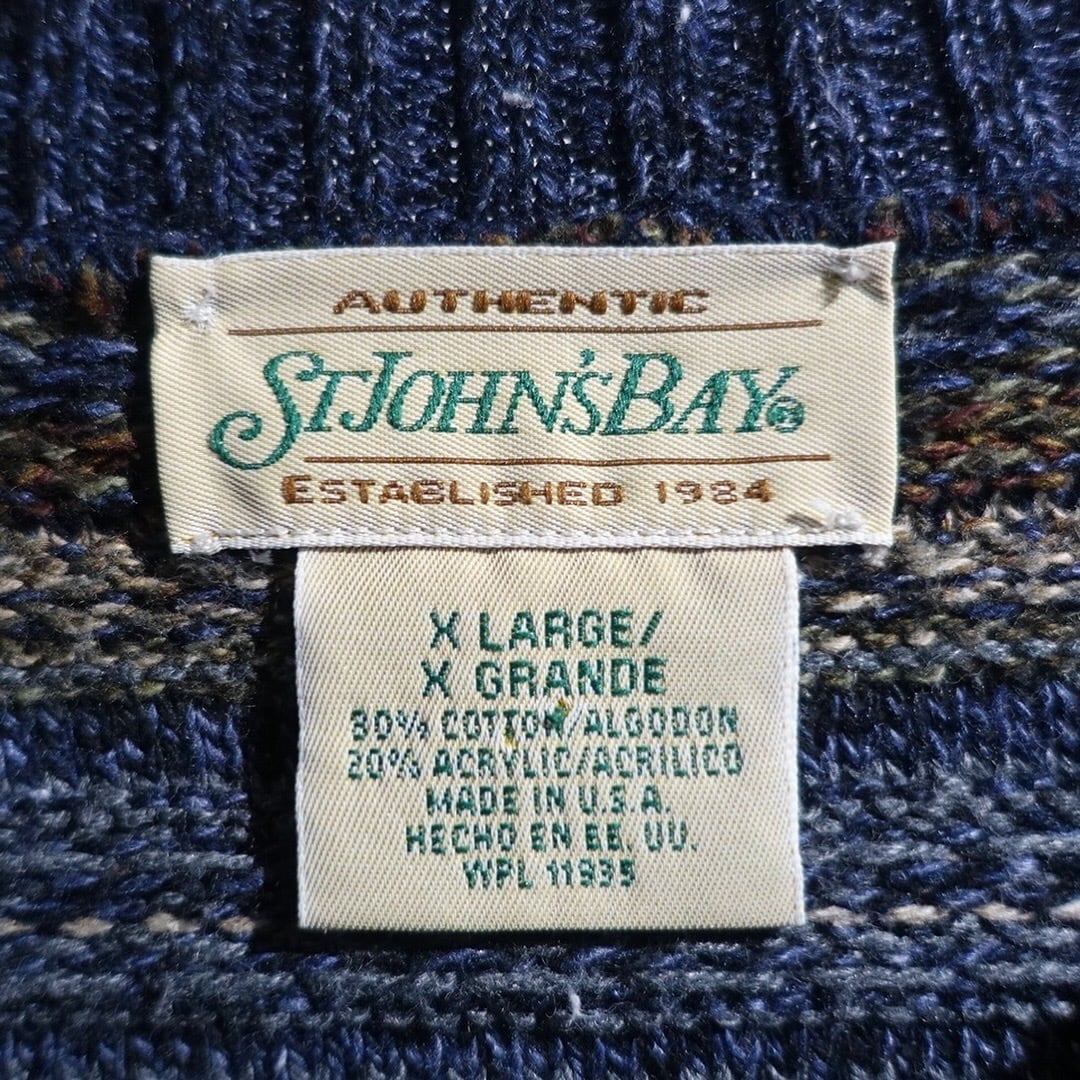 AUTHENTIC
ST JOHN'S BAY®
ESTABLISHED 1984
X LARGE/
X GRANDE
80% COTTON/ALGODON
20% ACRYLIC/ACRILICO
MADE IN U.S.A.
HECHO EN EE. UU.
WPL 11935